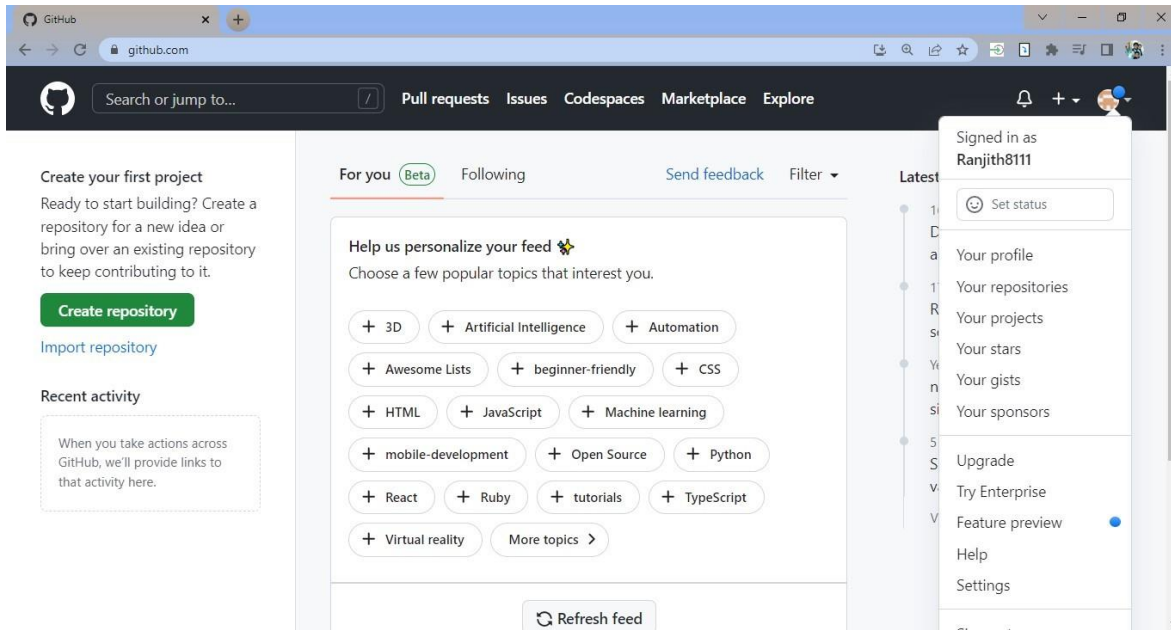 GitHub
github.com
Search or jump to...
/
Pull requests Issues Codespaces Marketplace Explore
Create your first project
Ready to start building? Create a
repository for a new idea or
bring over an existing repository
to keep contributing to it.
Create repository
Import repository
Recent activity
When you take actions across
GitHub, we'll provide links to
that activity here.
For you Beta Following Send feedback Filter
Help us personalize your feed
Choose a few popular topics that interest you.
+ 3D + Artificial Intelligence + Automation
+ Awesome Lists + beginner-friendly + CSS
+ HTML + JavaScript + Machine learning
+ mobile-development + Open Source + Python
+ React + Ruby + tutorials + TypeScript
+ Virtual reality More topics >
Refresh feed
Latest
Signed in as
Ranjith8111
Set status
Your profile
Your repositories
Your projects
Your stars
Your gists
Your sponsors
Upgrade
Try Enterprise
Feature preview
Help
Settings